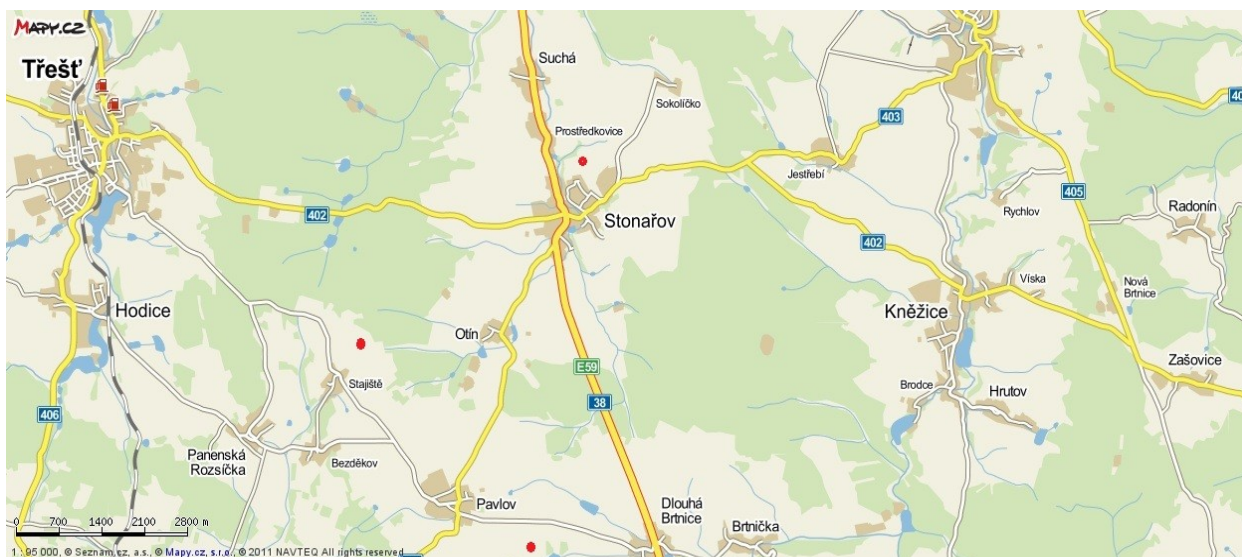 MAPY.CZ
Třešť
Suchá
Sokolíčko
Prostředkovice
403
Jestřebí
405
Rychlov
Radonín
402
Stonařov
402
Víska
Nová
Brtnice
Hodice
Kněžice
Otín
E59
Zašovice
Stajiště
Brodce
Hrutov
38
406
Panenská
Rozsíčka
Bezděkov
Pavlov
Dlouhá
Brtnice
Brtnička
0 700 1400 2100 2800 m
1 : 95 000, © Seznam.cz, a.s., © Mapy.cz, s.r.o., © 2011 NAVTEQ All rights reserved